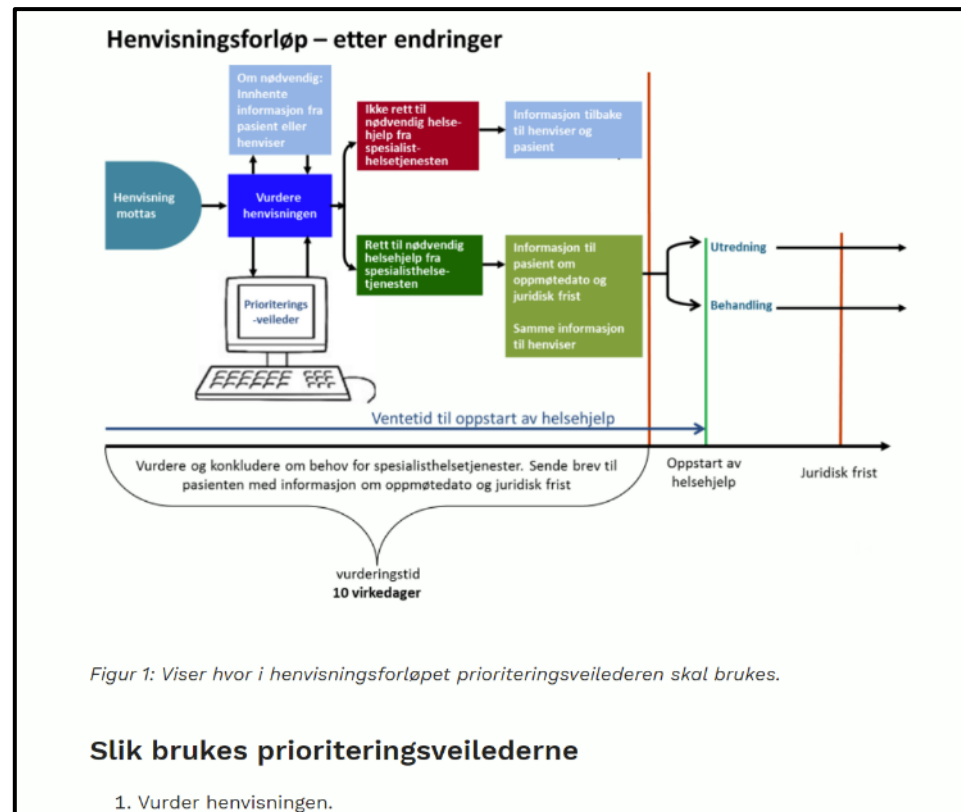 Henvisningsforløp – etter endringer
Om nødvendig:
Innhente
informasjon fra
pasient eller
henviser
Ikke rett til
nødvendig helse-
hjelp fra
spesialist-
helsetjenesten
Informasjon tilbake
til henviser og
pasient
Henvisning
mottas
Vurdere
henvisningen
Rett til nødvendig
helsehjelp fra
spesialisthelse-
tjenesten
Informasjon til
pasient om
oppmøtedato og
juridisk frist
Samme informasjon
til henviser
Utredning
Behandling
Prioriterings
-veileder
Ventetid til oppstart av helsehjelp
Vurdere og konkludere om behov for spesialisthelsetjenester. Sende brev til
pasienten med informasjon om oppmøtedato og juridisk frist
Oppstart av
helsehjelp
Juridisk frist
vurderingstid
10 virkedager
Figur 1: Viser hvor i henvisningsforløpet prioriteringsveilederen skal brukes.
Slik brukes prioriteringsveilederne
1. Vurder henvisningen.